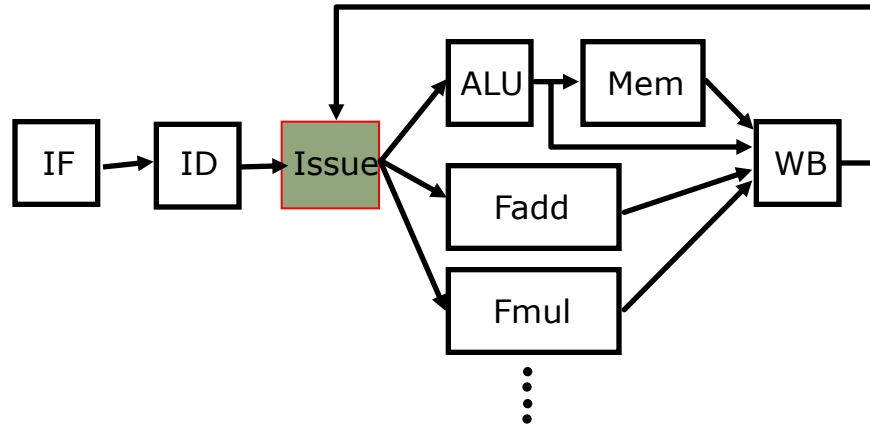 IF
ID
Issue
ALU
Mem
Fadd
Fmul
WB